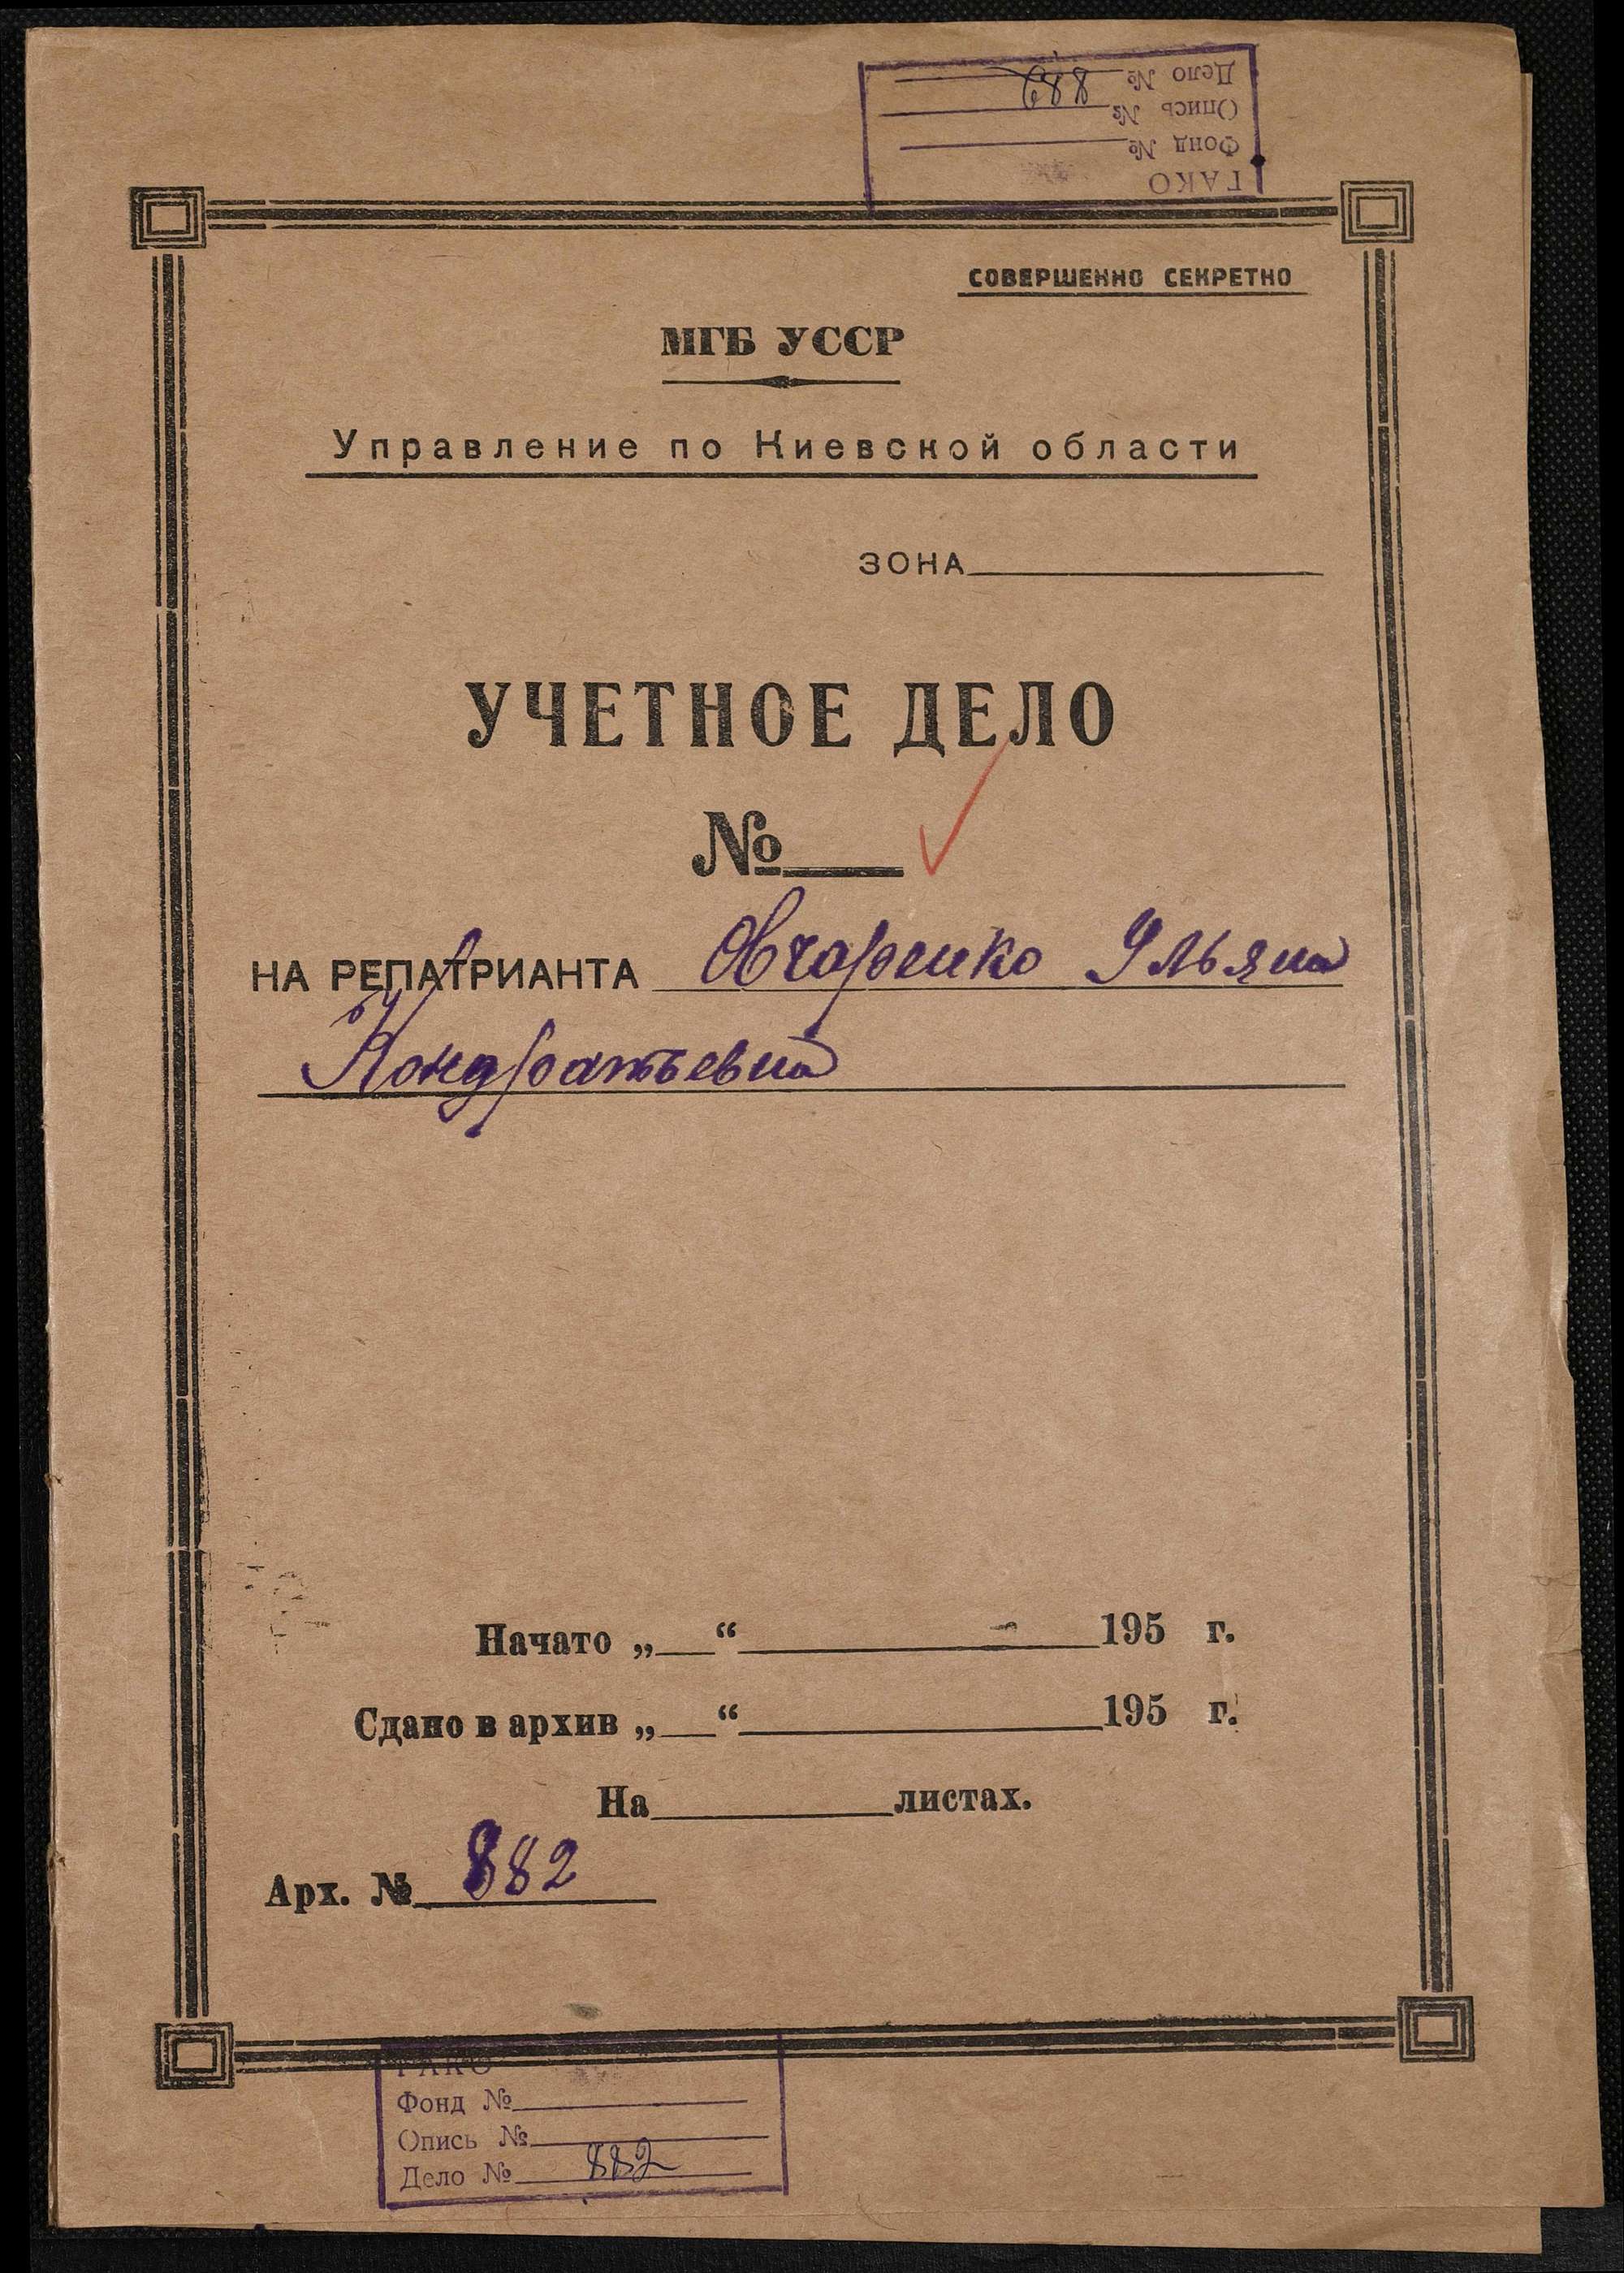 Дело № 882
Опись №
Фонд №
ГАКО
СОВЕРШЕННО СЕКРЕТНО
МГБ УССР
Управление по Киевской области
ЗОНА
УЧЕТНОЕ ДЕЛО
№
НА РЕПАТРИАНТА Овчаренко Ульяна
Кондратьевна
Начато „ “ 195 г.
Сдано в архив „ “ 195 г.
На листах.
Арх. № 882
ГАКО
Фонд №
Опись №
Дело № 882